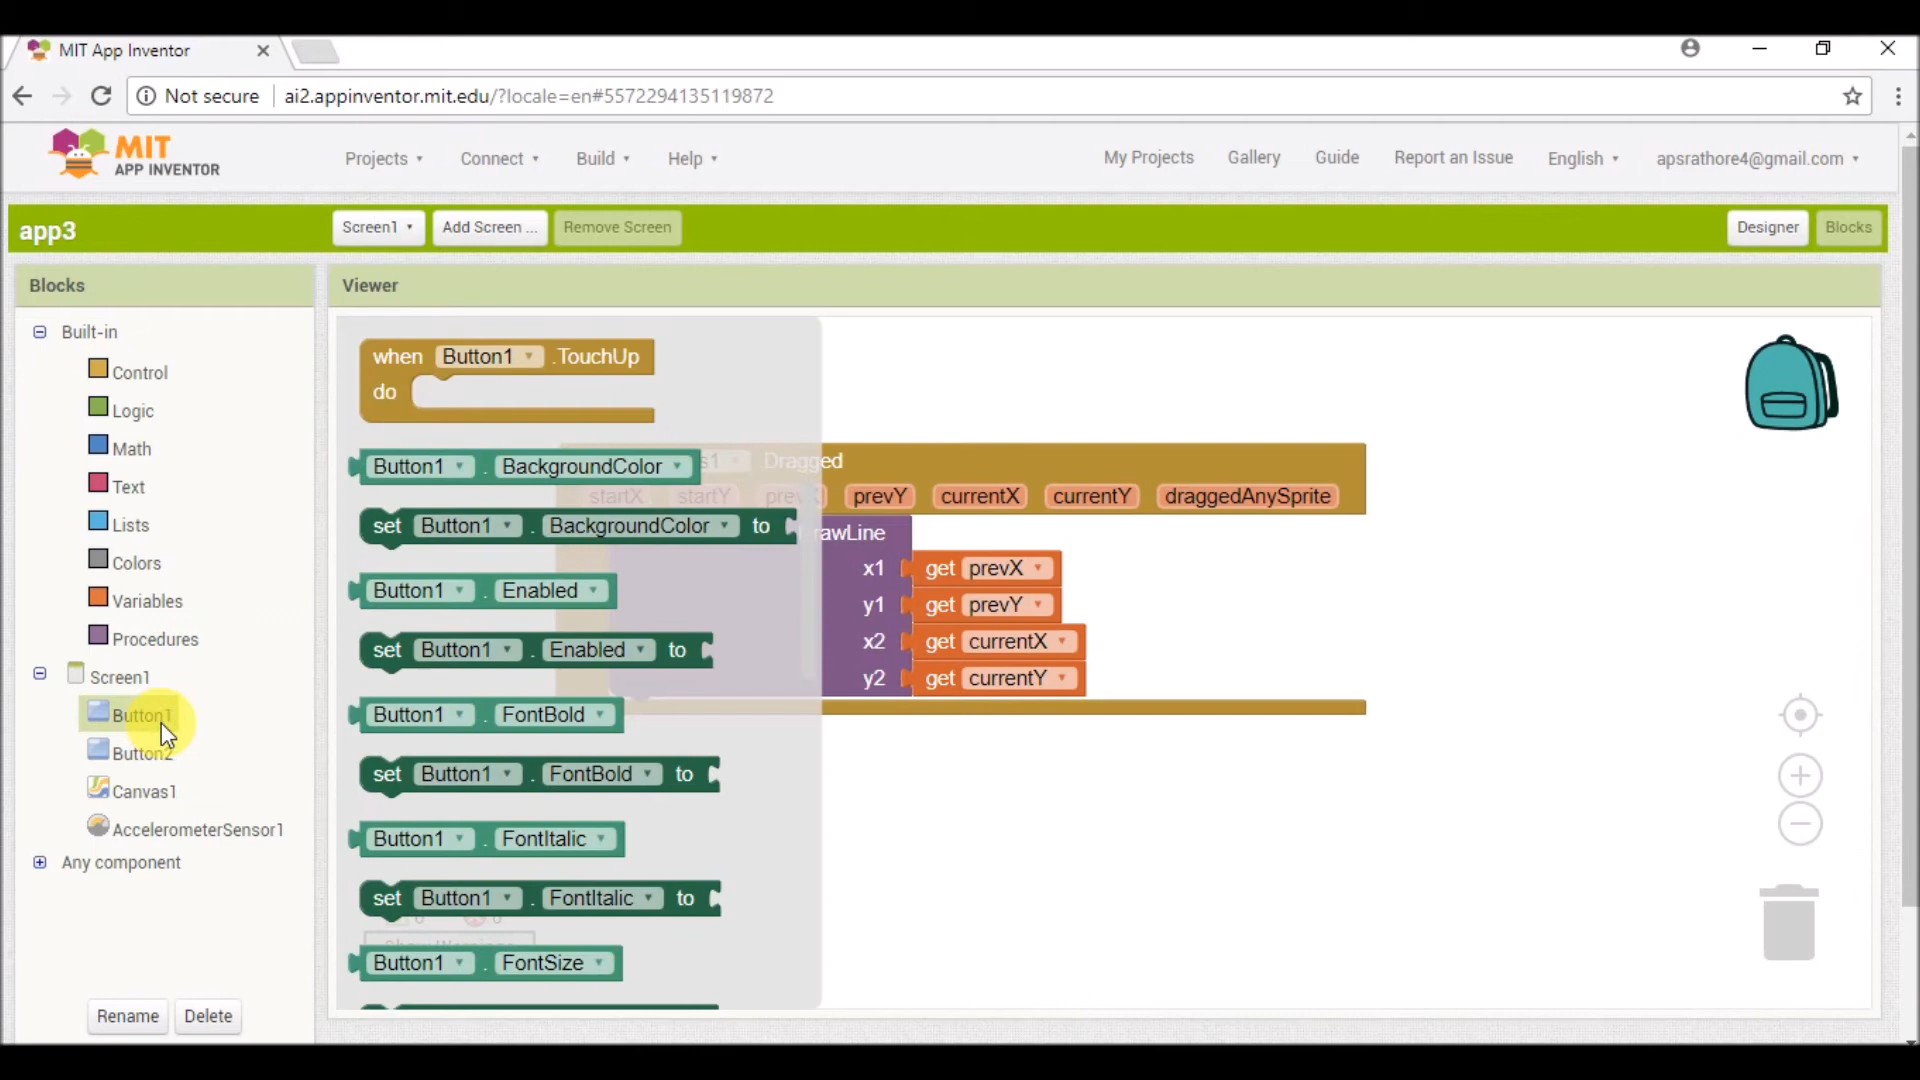 MIT App Inventor
Not secure ai2.appinventor.mit.edu/?locale=en#5572294135119872
MIT
APP INVENTOR
Projects Connect Build Help My Projects Gallery Guide Report an Issue English apsrathore4@gmail.com
app3 Screen1 Add Screen ... Remove Screen Designer Blocks
Blocks Viewer
Built-in
Control
Logic
Math
Text
Lists
Colors
Variables
Procedures
Screen1
Button1
Button2
Canvas1
AccelerometerSensor1
Any component
Rename Delete
when Button1 .TouchUp
do
Button1 . BackgroundColor
set Button1 . BackgroundColor to
Button1 . Enabled
set Button1 . Enabled to
Button1 . FontBold
set Button1 . FontBold to
Button1 . FontItalic
set Button1 . FontItalic to
Button1 . FontSize
.Dragged
startX startY prevX prevY currentX currentY draggedAnySprite
rawLine
x1 get prevX
y1 get prevY
x2 get currentX
y2 get currentY